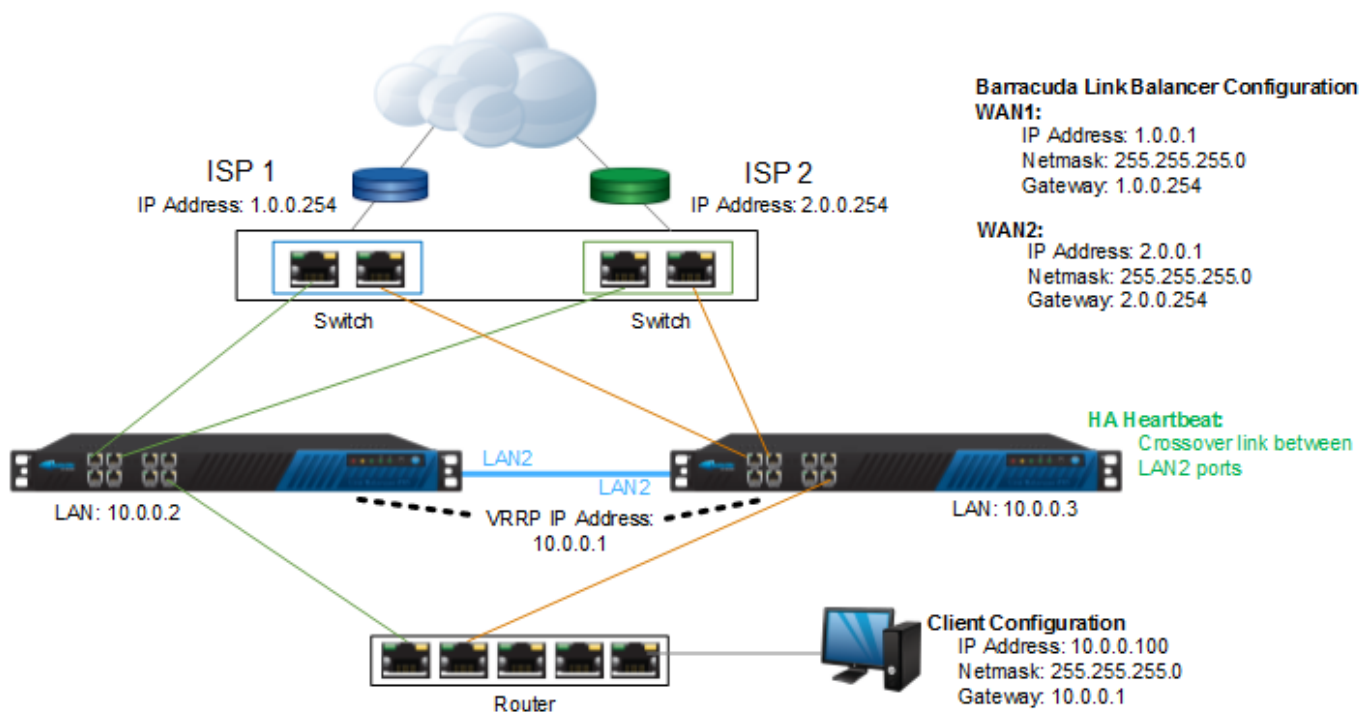 Barracuda Link Balancer Configuration
WAN1:
IP Address: 1.0.0.1
Netmask: 255.255.255.0
Gateway: 1.0.0.254
WAN2:
IP Address: 2.0.0.1
Netmask: 255.255.255.0
Gateway: 2.0.0.254
ISP 1
IP Address: 1.0.0.254
ISP 2
IP Address: 2.0.0.254
Switch
Switch
HA Heartbeat:
Crossover link between
LAN2 ports
LAN2
LAN2
LAN: 10.0.0.2
VRRP IP Address:
10.0.0.1
LAN: 10.0.0.3
Client Configuration
IP Address: 10.0.0.100
Netmask: 255.255.255.0
Gateway: 10.0.0.1
Router